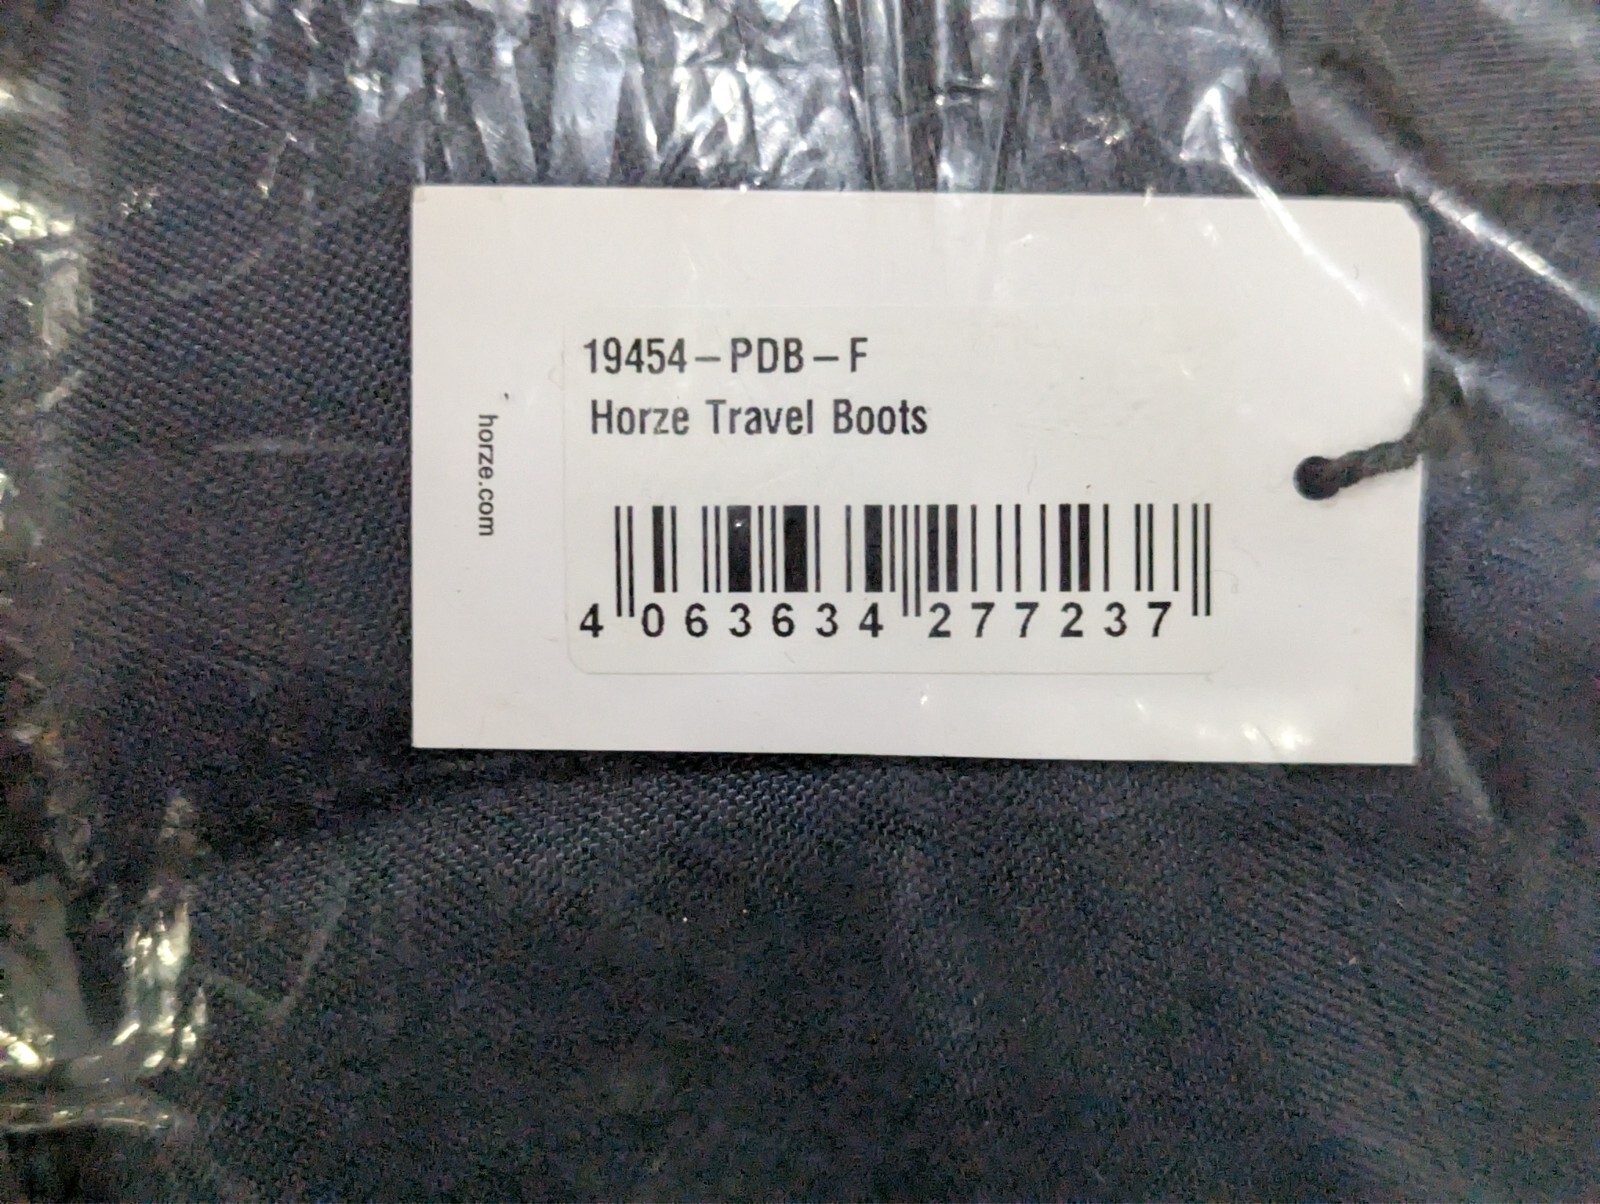 19454-PDB-F
Horze Travel Boots
horze.com
4 063634 277237